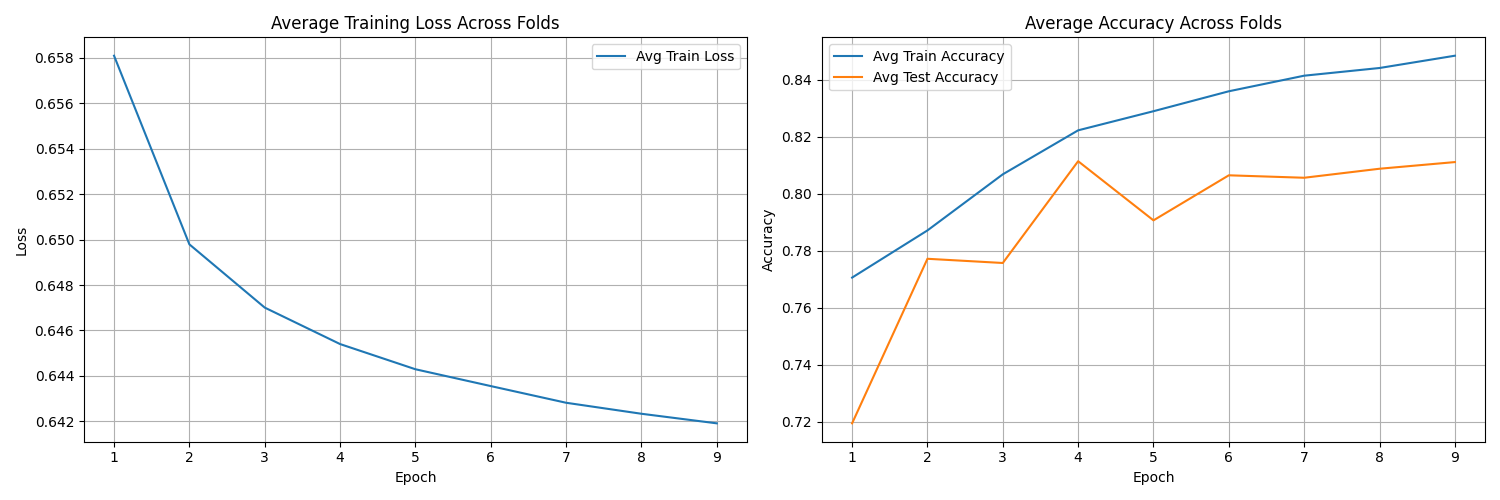 Average Training Loss Across Folds
Avg Train Loss
0.658
0.656
0.654
0.652
0.650
0.648
0.646
0.644
0.642
Loss
1 2 3 4 5 6 7 8 9
Epoch
Average Accuracy Across Folds
Avg Train Accuracy
Avg Test Accuracy
0.84
0.82
0.80
0.78
0.76
0.74
0.72
Accuracy
1 2 3 4 5 6 7 8 9
Epoch